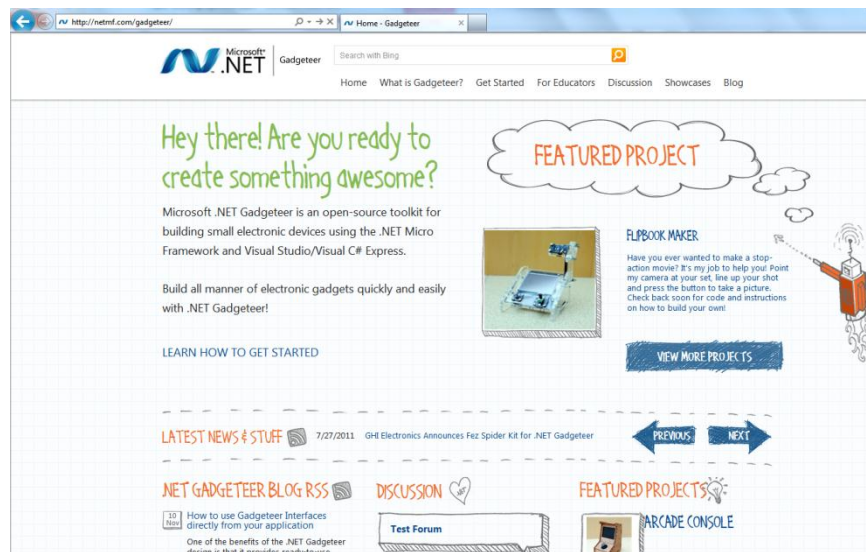 http://netmf.com/gadgeteer/
Home - Gadgeteer
Microsoft®
.NET
Gadgeteer
Search with Bing
Home What is Gadgeteer? Get Started For Educators Discussion Showcases Blog
Hey there! Are you ready to
create something awesome?
Microsoft .NET Gadgeteer is an open-source toolkit for
building small electronic devices using the .NET Micro
Framework and Visual Studio/Visual C# Express.
Build all manner of electronic gadgets quickly and easily
with .NET Gadgeteer!
LEARN HOW TO GET STARTED
FEATURED PROJECT
FLIPBOOK MAKER
Have you ever wanted to make a stop-
action movie? It's my job to help you! Point
my camera at your set, line up your shot
and press the button to take a picture.
Check back soon for code and instructions
on how to build your own!
VIEW MORE PROJECTS
LATEST NEWS & STUFF 7/27/2011 GHI Electronics Announces Fez Spider Kit for .NET Gadgeteer PREVIOUS NEXT
.NET GADGETEER BLOG RSS
10
Nov
How to use Gadgeteer Interfaces
directly from your application
One of the benefits of the .NET Gadgeteer
design is that it provides ready-to-use
DISCUSSION
Test Forum
FEATURED PROJECTS
ARCADE CONSOLE